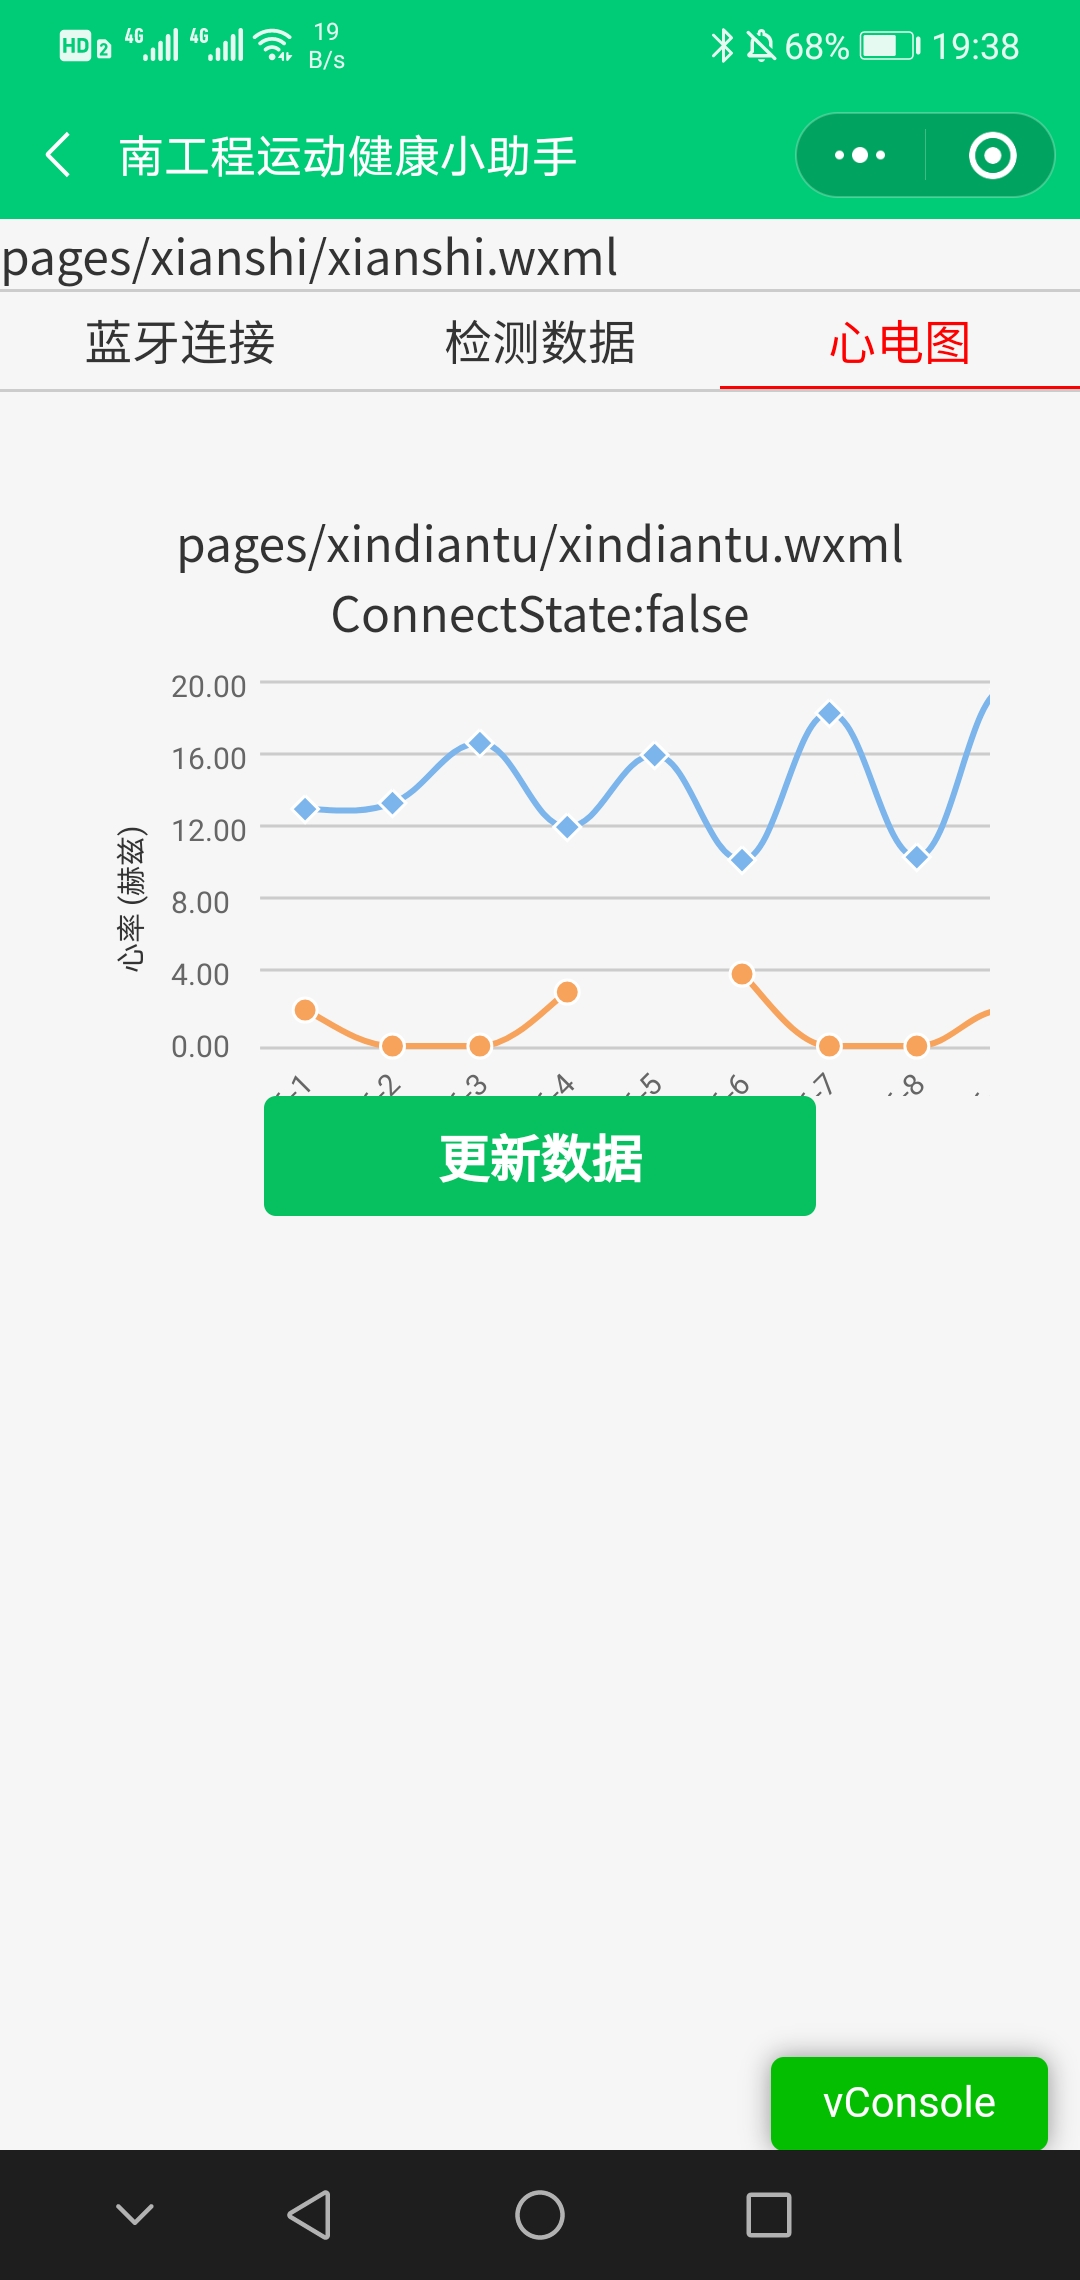 HD 2 4G 4G 19 B/s 68% 19:38
南工程运动健康小助手
pages/xianshi/xianshi.wxml
蓝牙连接 检测数据 心电图
pages/xindiantu/xindiantu.wxml
ConnectState:false
20.00
16.00
12.00
8.00
4.00
0.00
心率 (赫兹)
-1 -2 -3 -4 -5 -6 -7 -8
更新数据
vConsole